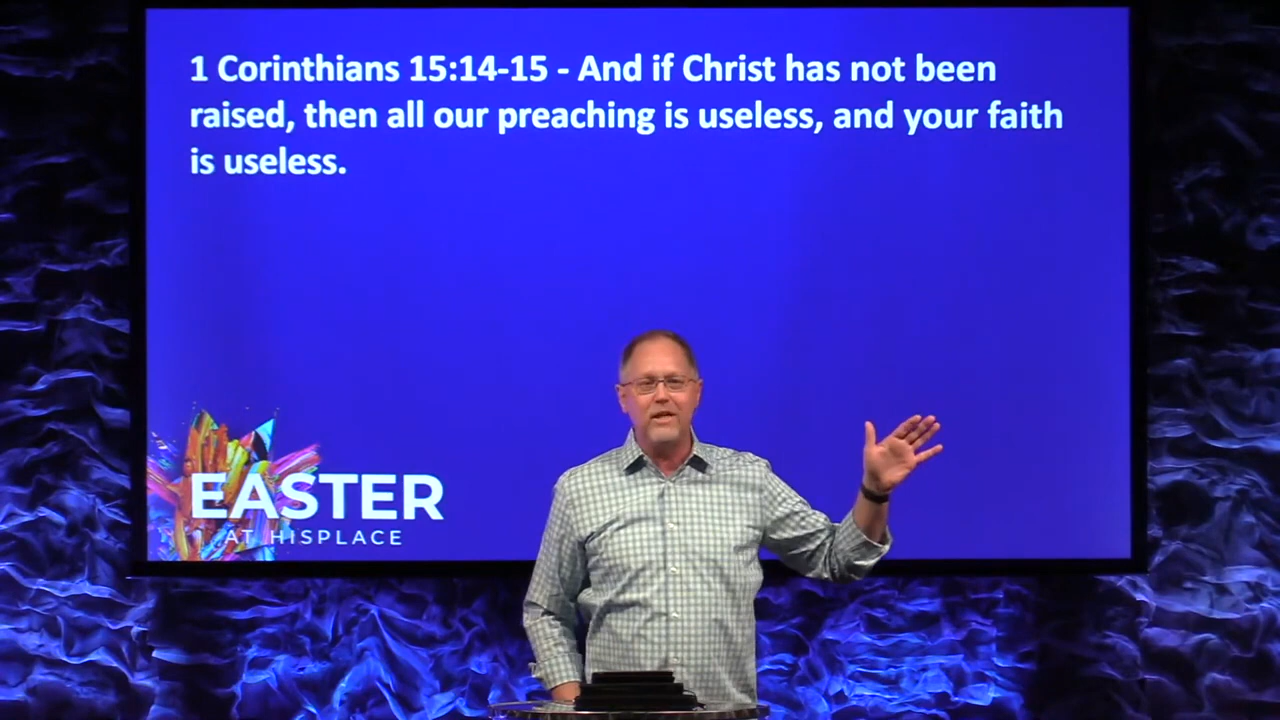 1 Corinthians 15:14-15 - And if Christ has not been
raised, then all our preaching is useless, and your faith
is useless.
EASTER
AT HISPLACE